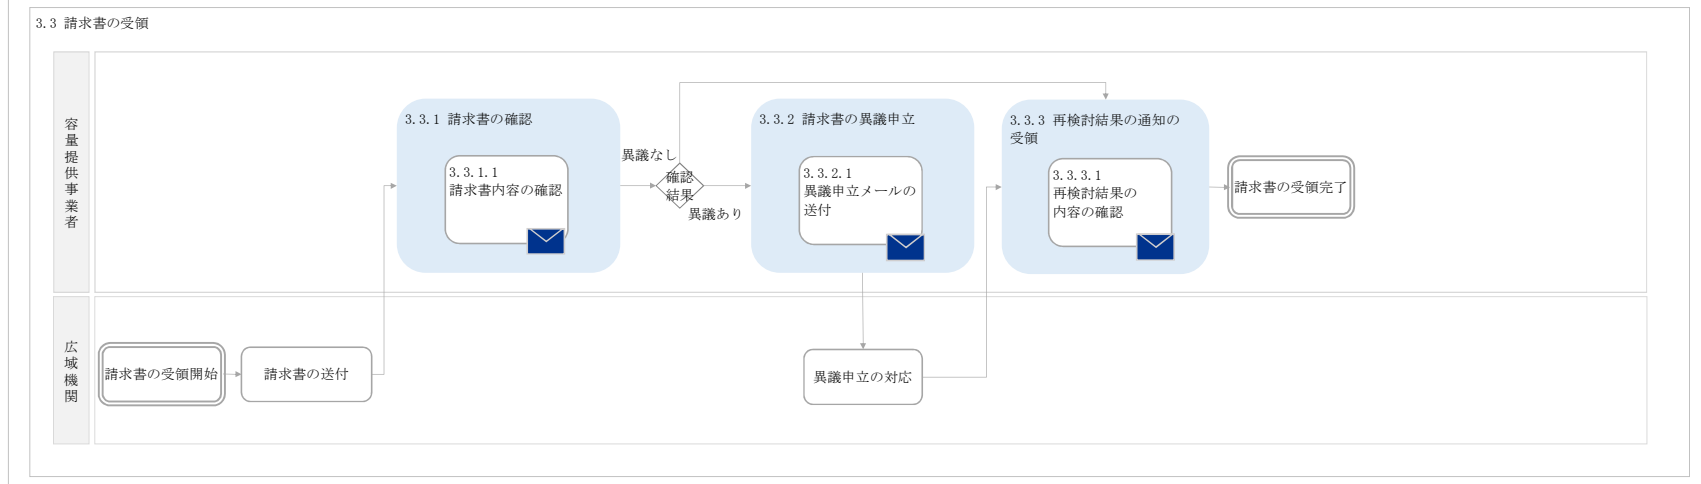 3.3 請求書の受領
容量提供事業者
3.3.1 請求書の確認
3.3.1.1
請求書内容の確認
異議なし
確認
結果
異議あり
3.3.2 請求書の異議申立
3.3.2.1
異議申立メールの
送付
3.3.3 再検討結果の通知の
受領
3.3.3.1
再検討結果の
内容の確認
請求書の受領完了
広域機関
請求書の受領開始
請求書の送付
異議申立の対応